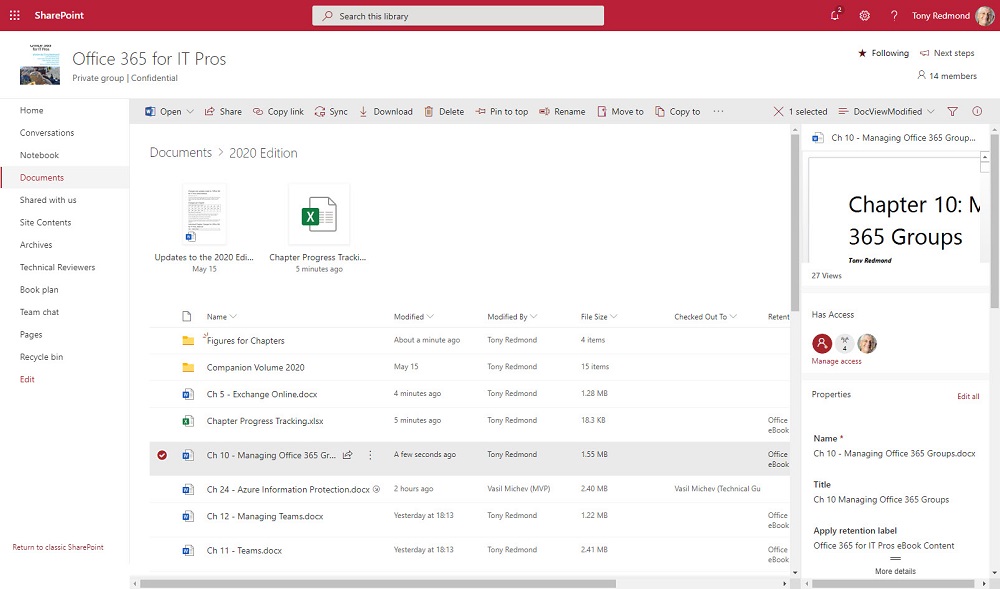 SharePoint
Search this library
2
Tony Redmond
Office 365 for IT Pros
Private group | Confidential
Following
Next steps
14 members
Home
Conversations
Notebook
Documents
Shared with us
Site Contents
Archives
Technical Reviewers
Book plan
Team chat
Pages
Recycle bin
Edit
Return to classic SharePoint
Open
Share
Copy link
Sync
Download
Delete
Pin to top
Rename
Move to
Copy to
1 selected
DocViewModified
Documents > 2020 Edition
Updates to the 2020 Edi...
May 15
Chapter Progress Tracki...
5 minutes ago
Name Modified Modified By File Size Checked Out To Retent
Figures for Chapters About a minute ago Tony Redmond 4 items
Companion Volume 2020 May 15 Tony Redmond 15 items
Ch 5 - Exchange Online.docx 4 minutes ago Tony Redmond 1.28 MB
Chapter Progress Tracking.xlsx 5 minutes ago Tony Redmond 18.3 KB Office
eBook
Ch 10 - Managing Office 365 Gr... A few seconds ago Tony Redmond 1.55 MB Office
eBook
Ch 24 - Azure Information Protection.docx 2 hours ago Vasil Michev (MVP) 2.40 MB Vasil Michev (Technical Gu
Ch 12 - Managing Teams.docx Yesterday at 18:13 Tony Redmond 1.22 MB Office
eBook
Ch 11 - Teams.docx Yesterday at 18:13 Tony Redmond 2.41 MB Office
eBook
Ch 10 - Managing Office 365 Group...
Chapter 10: M
365 Groups
Tony Redmond
27 Views
Has Access
4
Manage access
Properties
Edit all
Name *
Ch 10 - Managing Office 365 Groups.docx
Title
Ch 10 Managing Office 365 Groups
Apply retention label
Office 365 for IT Pros eBook Content
More details